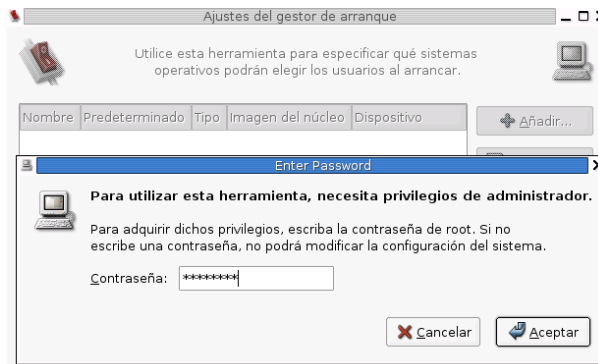 Ajustes del gestor de arranque
Utilice esta herramienta para especificar qué sistemas
operativos podrán elegir los usuarios al arrancar.
Nombre Predeterminado Tipo Imagen del núcleo Dispositivo
Añadir...
Enter Password
Para utilizar esta herramienta, necesita privilegios de administrador.
Para adquirir dichos privilegios, escriba la contraseña de root. Si no
escribe una contraseña, no podrá modificar la configuración del sistema.
Contraseña: ********
Cancelar Aceptar